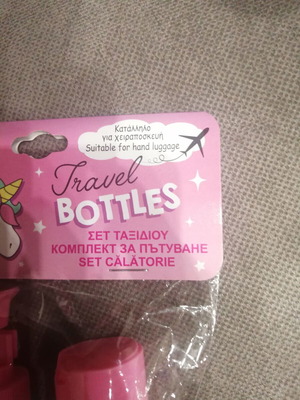 Κατάλληλο
για χειραποσκευή
Suitable for hand luggage
Travel
BOTTLES
ΣΕΤ ΤΑΞΙΔΙΟΥ
КОМПЛЕКТ ЗА ПЪТУВАНЕ
SET CĂLĂTORIE